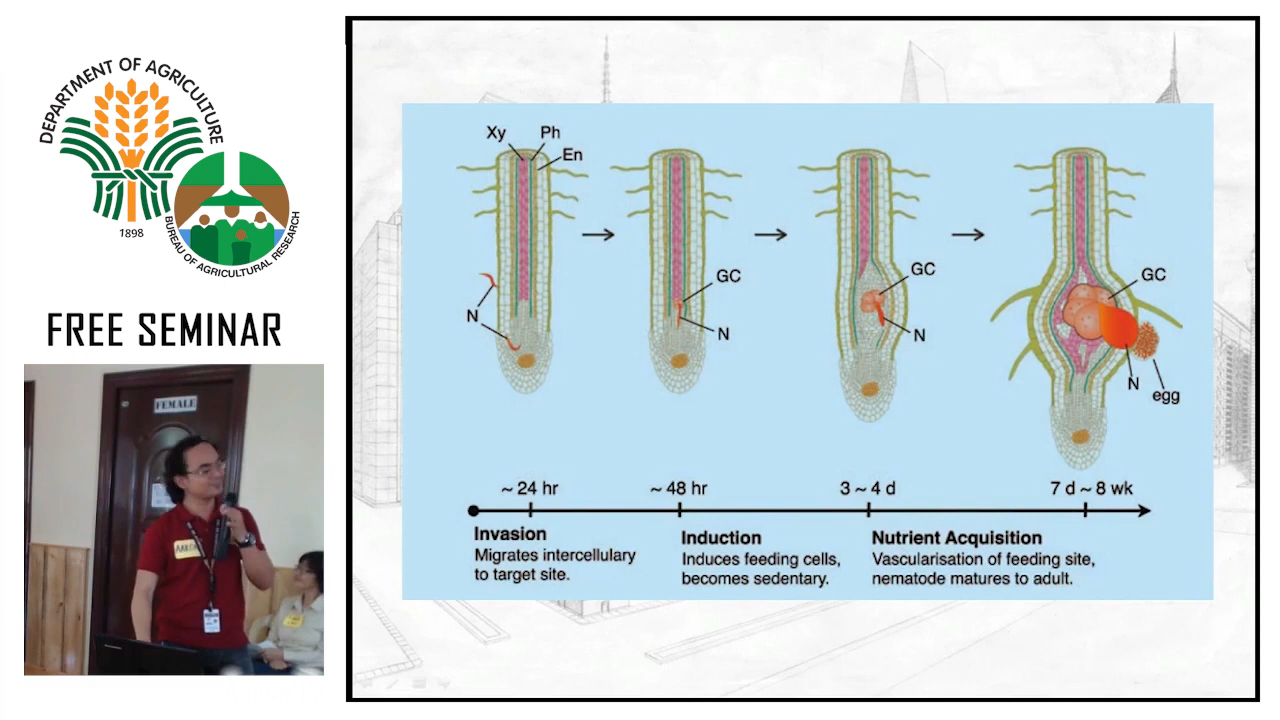 DEPARTMENT OF AGRICULTURE
1898
BUREAU OF AGRICULTURAL RESEARCH
FREE SEMINAR
FEMALE
Xy Ph
En
GC
N
GC
N
GC
N
GC
N
egg
~ 24 hr
~ 48 hr
3 ~ 4 d
7 d ~ 8 wk
Invasion
Migrates intercellulary
to target site.
Induction
Induces feeding cells,
becomes sedentary.
Nutrient Acquisition
Vascularisation of feeding site,
nematode matures to adult.